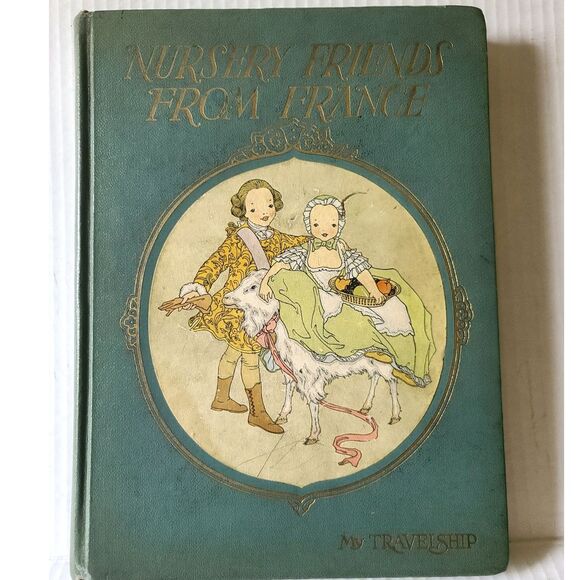 NURSERY FRIENDS
FROM FRANCE
My TRAVELSHIP